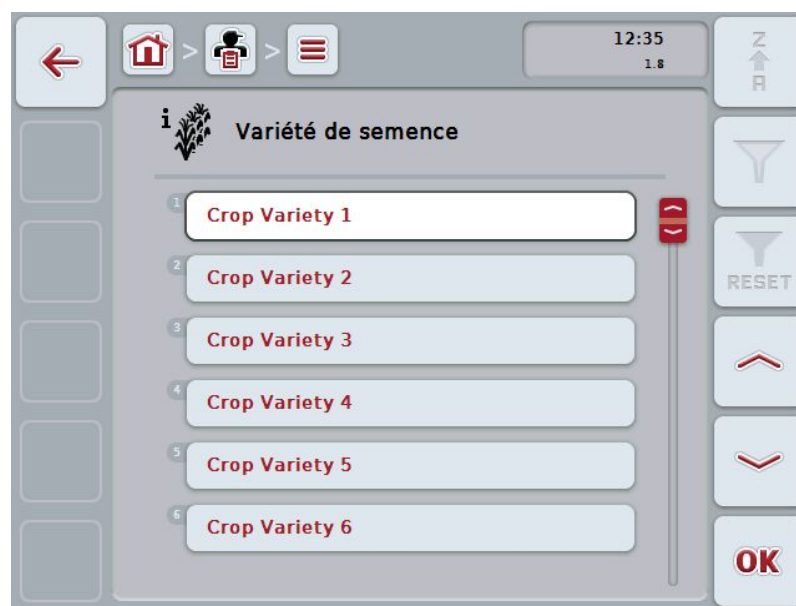 12:35
1.8
Z
A
i
Variété de semence
1
Crop Variety 1
2
Crop Variety 2
RESET
3
Crop Variety 3
4
Crop Variety 4
5
Crop Variety 5
6
Crop Variety 6
OK